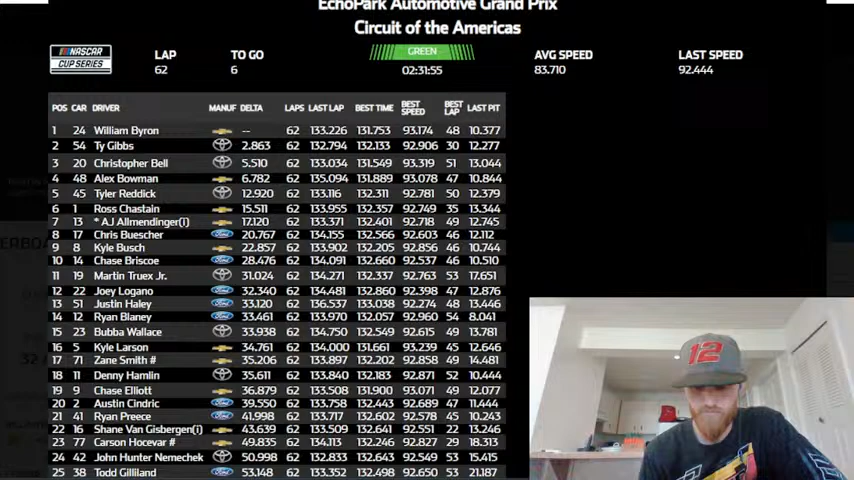 EchoPark Automotive Grand Prix
Circuit of the Americas
NASCAR
CUP SERIES
LAP TO GO GREEN AVG SPEED LAST SPEED
62 6 02:31:55 83.710 92.444
POS CAR DRIVER MANUF DELTA LAPS LAST LAP BEST TIME BEST SPEED BEST LAP LAST PIT
1 24 William Byron -- 62 133.226 131.753 93.174 48 10.377
2 54 Ty Gibbs 2.863 62 132.794 132.133 92.906 30 12.277
3 20 Christopher Bell 5.510 62 133.034 131.549 93.319 51 13.044
4 48 Alex Bowman 6.782 62 135.094 131.889 93.078 47 10.844
5 45 Tyler Reddick 12.920 62 133.116 132.311 92.781 50 12.379
6 1 Ross Chastain 15.511 62 133.955 132.357 92.749 35 13.344
7 13 * AJ Allmendinger(i) 17.120 62 133.371 132.401 92.718 49 12.745
8 17 Chris Buescher 20.767 62 134.155 132.566 92.603 46 12.112
9 8 Kyle Busch 22.857 62 133.902 132.205 92.856 46 10.744
10 14 Chase Briscoe 28.476 62 134.091 132.660 92.537 46 10.510
11 19 Martin Truex Jr. 31.024 62 134.271 132.337 92.763 53 17.651
12 22 Joey Logano 32.340 62 134.211 132.860 92.398 47 12.876
13 51 Justin Haley 33.120 62 136.537 133.038 92.274 48 13.446
14 12 Ryan Blaney 33.461 62 133.970 132.057 92.960 54 8.041
15 23 Bubba Wallace 33.938 62 134.750 132.549 92.615 49 13.781
16 5 Kyle Larson 34.761 62 134.000 131.661 93.239 45 12.646
17 71 Zane Smith # 35.206 62 133.897 132.202 92.858 49 14.481
18 11 Denny Hamlin 35.611 62 133.840 132.183 92.871 52 10.444
19 9 Chase Elliott 36.879 62 133.508 131.900 93.071 49 12.077
20 2 Austin Cindric 39.550 62 133.758 132.443 92.689 47 11.444
21 41 Ryan Preece 41.998 62 133.717 132.602 92.578 45 10.243
22 16 Shane Van Gisbergen(i) 43.639 62 133.509 132.641 92.551 22 13.246
23 77 Carson Hocevar # 49.835 62 134.113 132.246 92.827 29 18.313
24 42 John Hunter Nemechek 50.998 62 132.833 132.643 92.549 53 15.415
25 38 Todd Gilliland 53.148 62 133.352 132.498 92.650 53 21.187
12